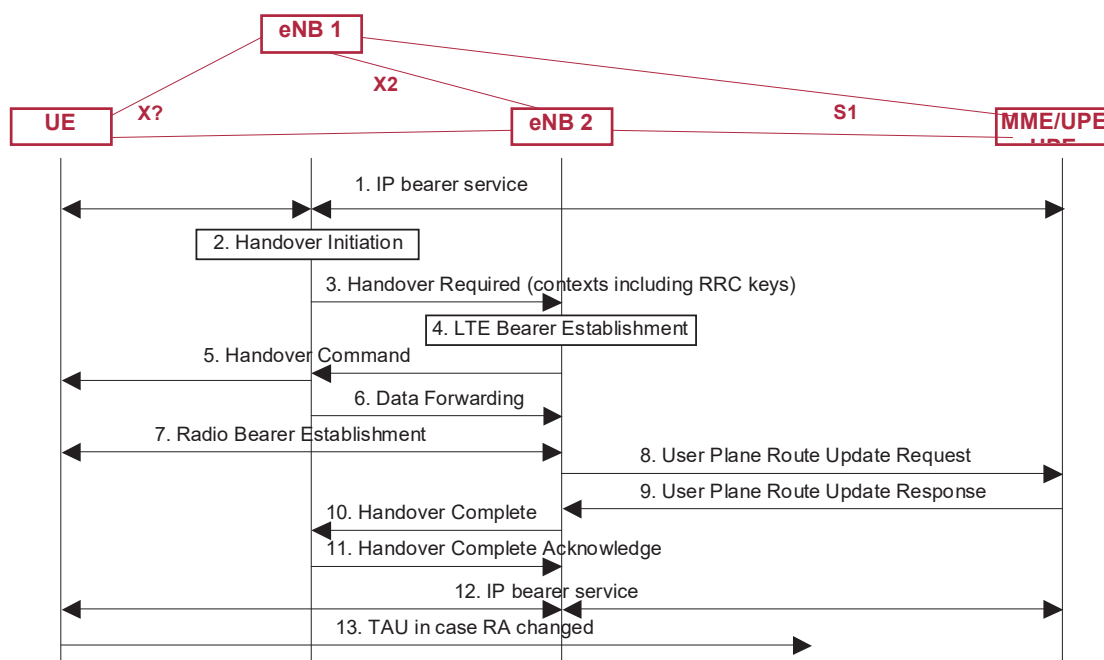 eNB 1
X2
X?
S1
UE
eNB 2
MME/UPE
UPE
1. IP bearer service
2. Handover Initiation
3. Handover Required (contexts including RRC keys)
4. LTE Bearer Establishment
5. Handover Command
6. Data Forwarding
7. Radio Bearer Establishment
8. User Plane Route Update Request
9. User Plane Route Update Response
10. Handover Complete
11. Handover Complete Acknowledge
12. IP bearer service
13. TAU in case RA changed